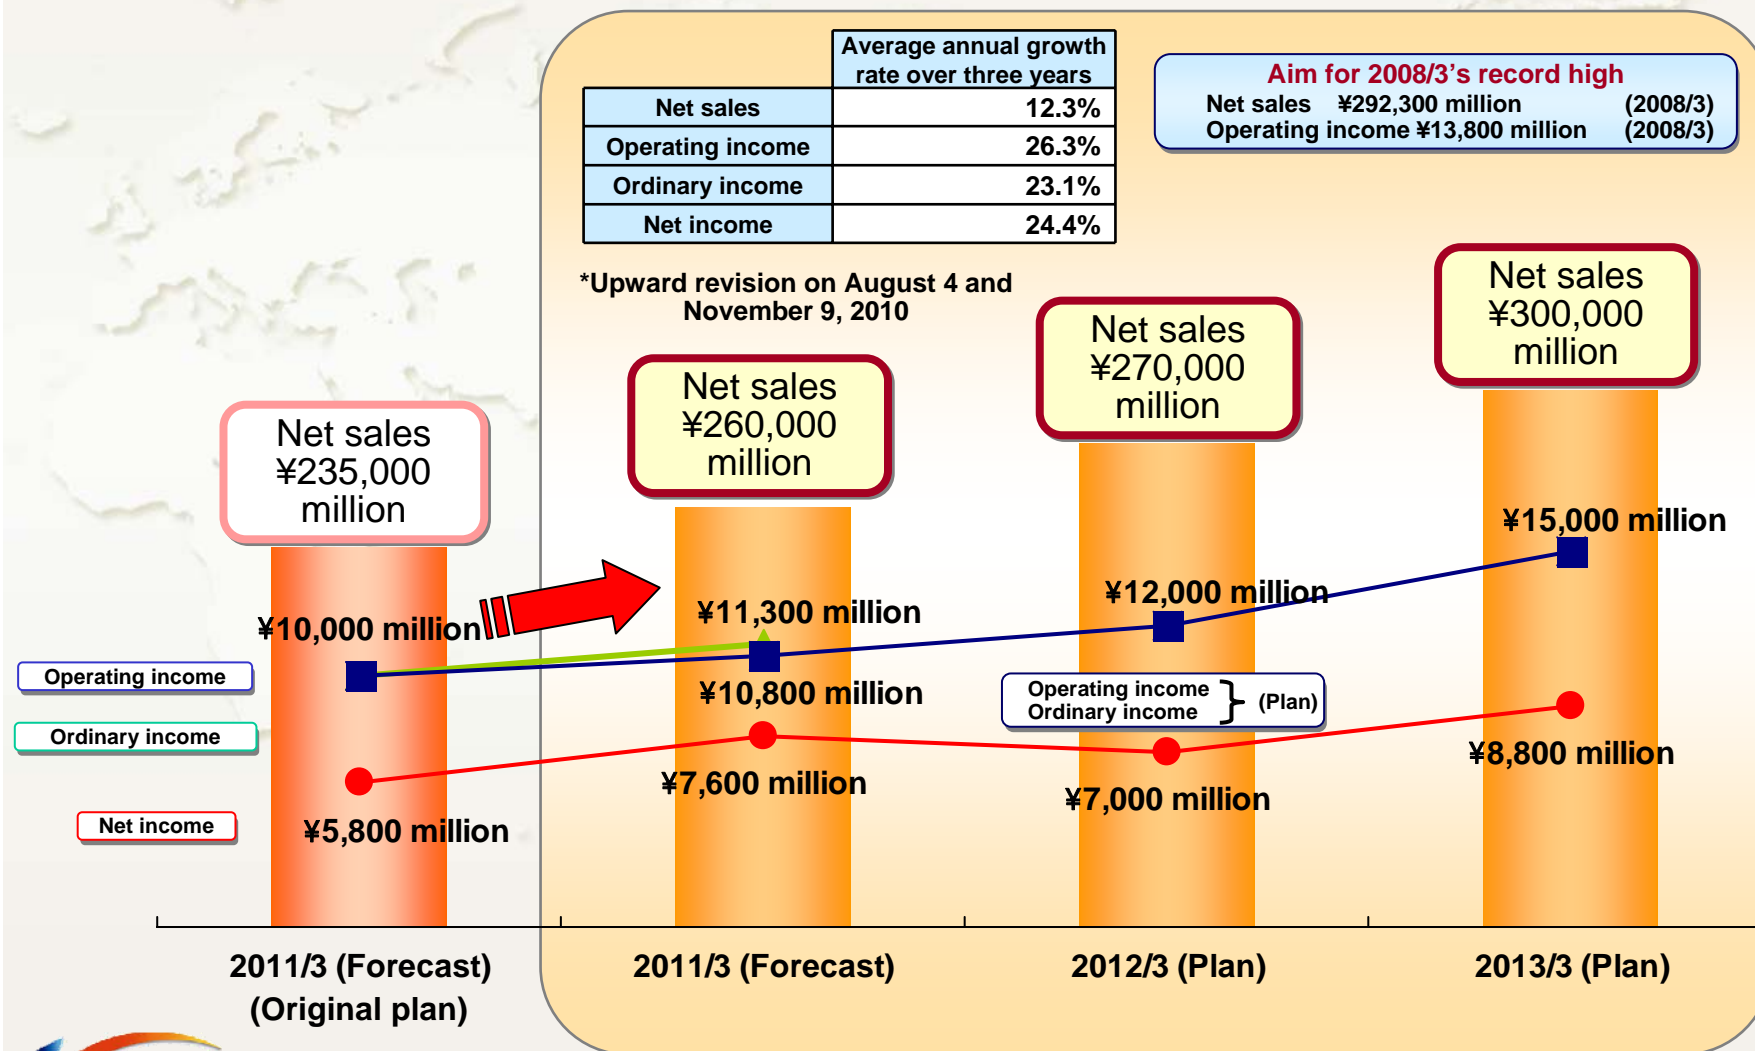 Average annual growth
rate over three years
Net sales 12.3%
Operating income 26.3%
Ordinary income 23.1%
Net income 24.4%
Aim for 2008/3's record high
Net sales ¥292,300 million (2008/3)
Operating income ¥13,800 million (2008/3)
*Upward revision on August 4 and
November 9, 2010
Net sales
¥235,000
million
Net sales
¥260,000
million
Net sales
¥270,000
million
Net sales
¥300,000
million
¥10,000 million
¥11,300 million
¥12,000 million
¥15,000 million
Operating income
¥10,800 million
Operating income
Ordinary income } (Plan)
Ordinary income
Net income
¥5,800 million
¥7,600 million
¥7,000 million
¥8,800 million
2011/3 (Forecast)
(Original plan)
2011/3 (Forecast)
2012/3 (Plan)
2013/3 (Plan)